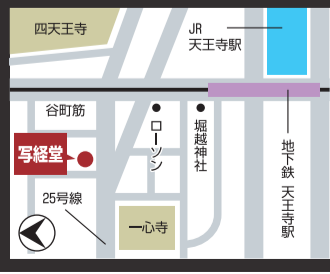 四天王寺
JR
天王寺駅
谷町筋
写経堂
ローソン
堀越神社
地下鉄 天王寺駅
25号線
一心寺